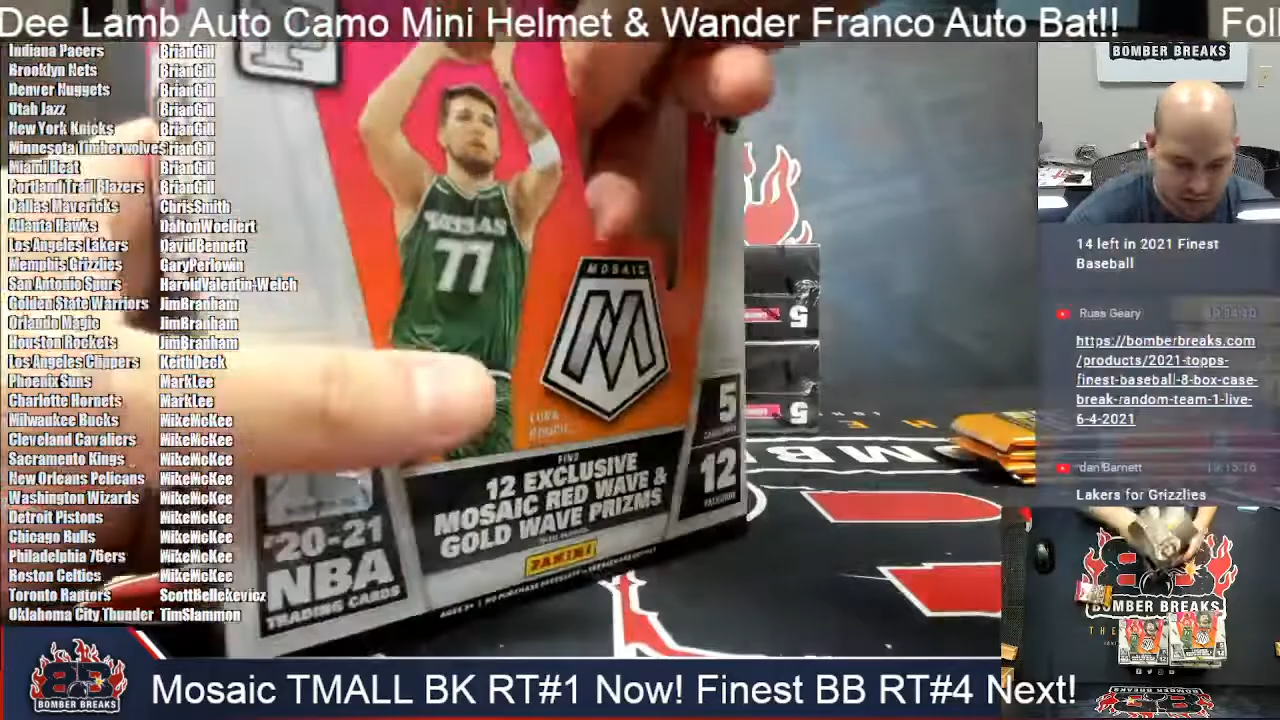 Dee Lamb Auto Camo Mini Helmet & Wander Franco Auto Bat!! Foll
Indiana Pacers BrianGill
Brooklyn Nets BrianGill
Denver Nuggets BrianGill
Utah Jazz BrianGill
New York Knicks BrianGill
Minnesota Timberwolves BrianGill
Miami Heat BrianGill
Portland Trail Blazers BrianGill
Dallas Mavericks ChrisSmith
Atlanta Hawks DaltonWoellert
Los Angeles Lakers DavidBennett
Memphis Grizzlies GaryPerlowin
San Antonio Spurs HaroldValentin-Welch
Golden State Warriors JimBranham
Orlando Magic JimBranham
Houston Rockets JimBranham
Los Angeles Clippers KeithDeck
Phoenix Suns MarkLee
Charlotte Hornets MarkLee
Milwaukee Bucks MikeMcKee
Cleveland Cavaliers MikeMcKee
Sacramento Kings MikeMcKee
New Orleans Pelicans MikeMcKee
Washington Wizards MikeMcKee
Detroit Pistons MikeMcKee
Chicago Bulls MikeMcKee
Philadelphia 76ers MikeMcKee
Boston Celtics MikeMcKee
Toronto Raptors ScottBellekevicz
Oklahoma City Thunder TimSlammon
77
MOSAIC
M
LUKA
5
12
FIND
12 EXCLUSIVE
MOSAIC RED WAVE &
GOLD WAVE PRIZMS
PANINI
'20-21
NBA
TRADING CARDS
5
5
BOMBER BREAKS
14 left in 2021 Finest
Baseball
Russ Geary
https://bomberbreaks.com
/products/2021-topps-
finest-baseball-8-box-case-
break-random-team-1-live-
6-4-2021
dan Barnett
Lakers for Grizzlies
BOMBER BREAKS
BOMBER BREAKS
Mosaic TMALL BK RT#1 Now! Finest BB RT#4 Next!